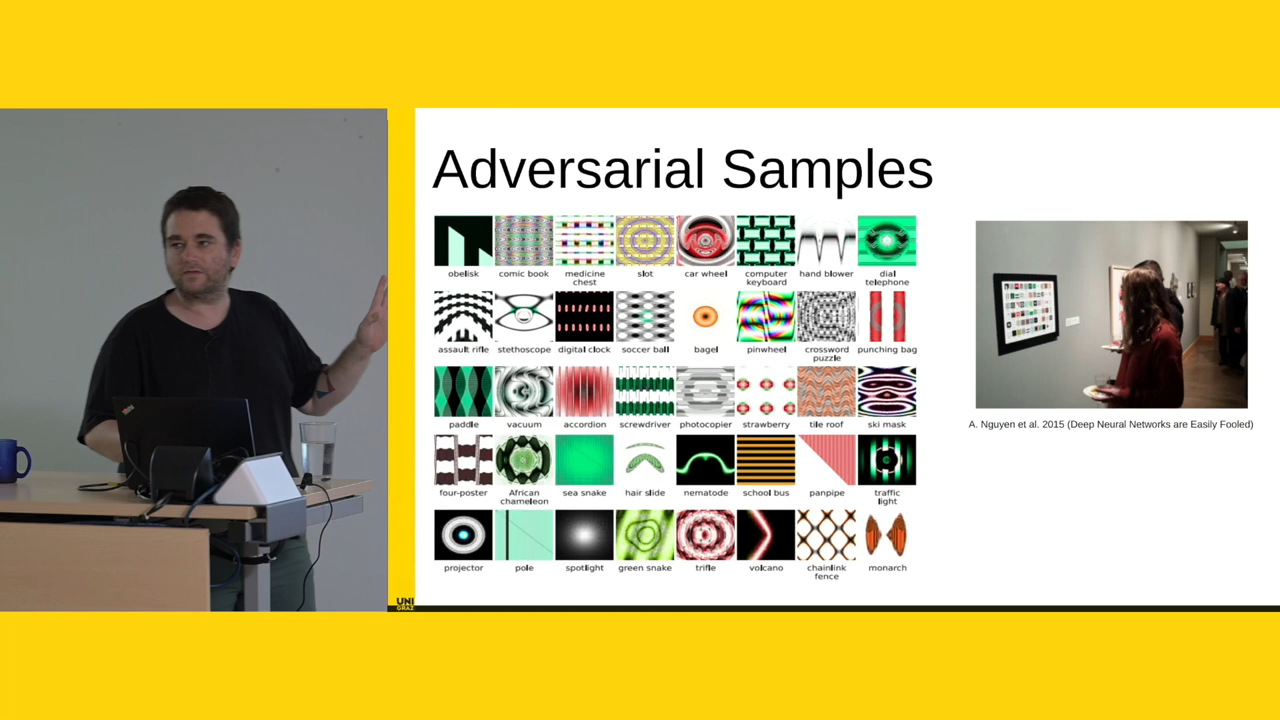 Adversarial Samples
obelisk comic book medicine chest slot car wheel computer keyboard hand blower dial telephone
assault rifle stethoscope digital clock soccer ball bagel pinwheel crossword puzzle punching bag
paddle vacuum accordion screwdriver photocopier strawberry tile roof ski mask
four-poster African chameleon sea snake hair slide nematode school bus panpipe traffic light
projector pole spotlight green snake trifle volcano chainlink fence monarch
A. Nguyen et al. 2015 (Deep Neural Networks are Easily Fooled)
UNI
GRAZ